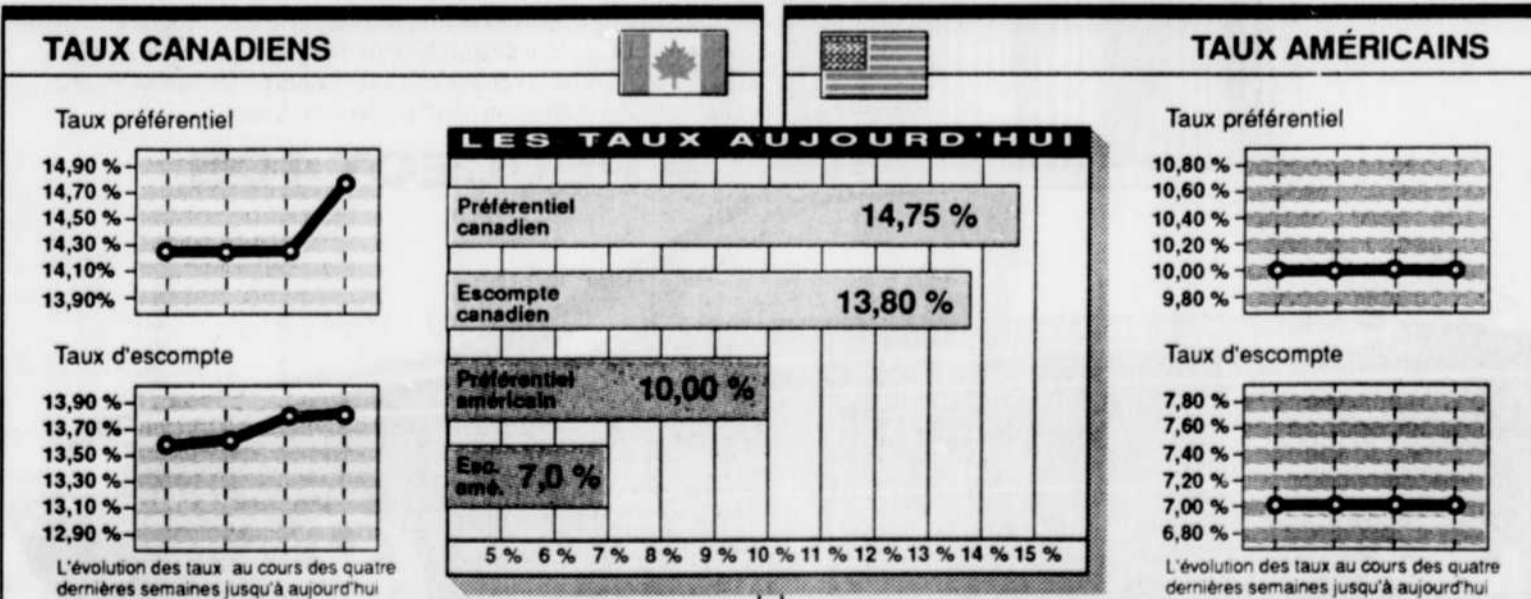 TAUX CANADIENS
Taux préférentiel
14,90 %
14,70 %
14,50 %
14,30 %
14,10%
13,90%
Taux d'escompte
13,90 %
13,70 %
13,50 %
13,30 %
13,10 %
12,90 %
L'évolution des taux au cours des quatre
dernières semaines jusqu'à aujourd'hui
LES TAUX AUJOURD'HUI
Préférentiel
canadien
14,75 %
Escompte
canadien
13,80 %
Préférentiel
américain
10,00 %
Esc.
amé.
7,0 %
5 % 6 % 7 % 8 % 9 % 10 % 11 % 12 % 13 % 14 % 15 %
TAUX AMÉRICAINS
Taux préférentiel
10,80 %
10,60 %
10,40 %
10,20 %
10,00 %
9,80 %
Taux d'escompte
7,80 %
7,60 %
7,40 %
7,20 %
7,00 %
6,80 %
L'évolution des taux au cours des quatre
dernières semaines jusqu'à aujourd'hui